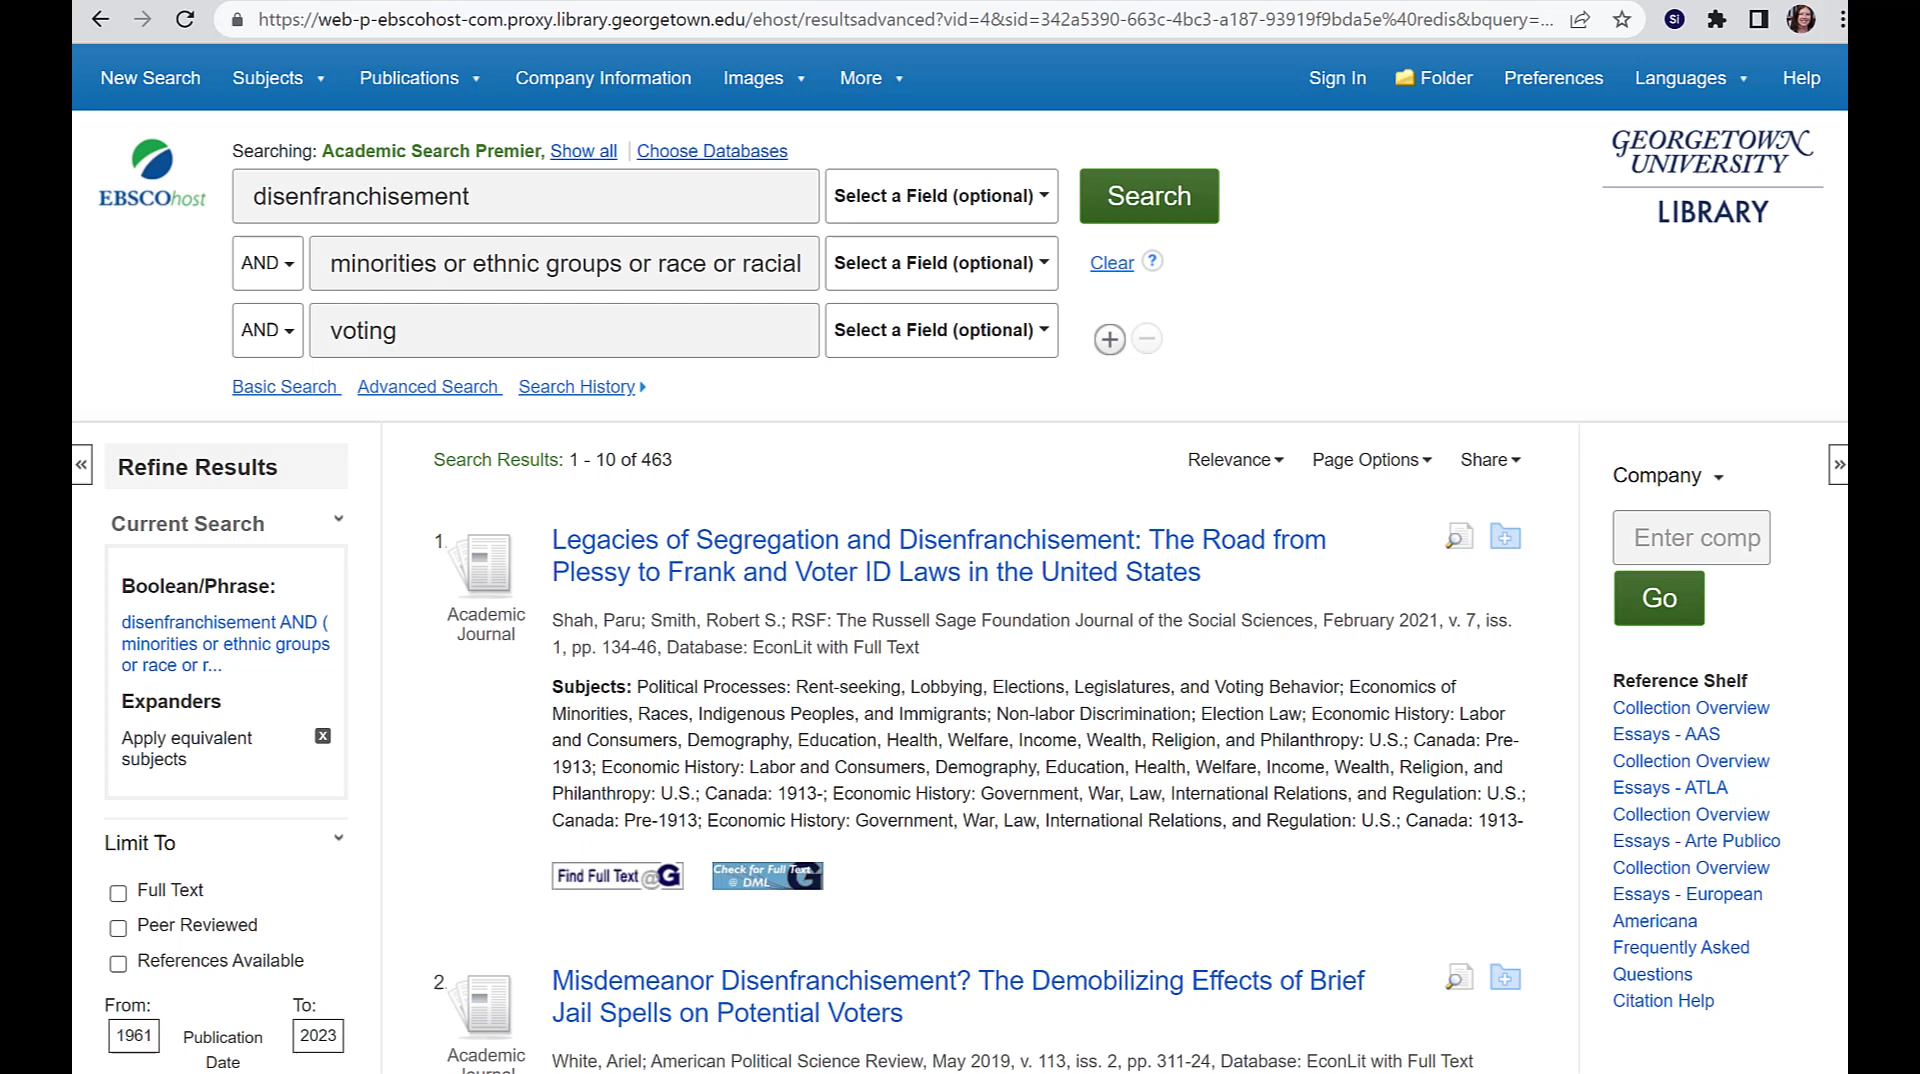 https://web-p-ebscohost-com.proxy.library.georgetown.edu/ehost/resultsadvanced?vid=4&sid=342a5390-663c-4bc3-a187-93919f9bda5e%40redis&bquery=...
Si
New Search Subjects Publications Company Information Images More Sign In Folder Preferences Languages Help
EBSCOhost
Searching: Academic Search Premier, Show all | Choose Databases
disenfranchisement Select a Field (optional) Search
AND minorities or ethnic groups or race or racial Select a Field (optional) Clear ?
AND voting Select a Field (optional)
Basic Search Advanced Search Search History
GEORGETOWN
UNIVERSITY
LIBRARY
«
Refine Results
Current Search
Boolean/Phrase:
disenfranchisement AND (
minorities or ethnic groups
or race or r...
Expanders
Apply equivalent
subjects
x
Limit To
Full Text
Peer Reviewed
References Available
From: To:
1961 Publication 2023
Date
Search Results: 1 - 10 of 463 Relevance Page Options Share
1.
Academic
Journal
Legacies of Segregation and Disenfranchisement: The Road from
Plessy to Frank and Voter ID Laws in the United States
Shah, Paru; Smith, Robert S.; RSF: The Russell Sage Foundation Journal of the Social Sciences, February 2021, v. 7, iss.
1, pp. 134-46, Database: EconLit with Full Text
Subjects: Political Processes: Rent-seeking, Lobbying, Elections, Legislatures, and Voting Behavior; Economics of
Minorities, Races, Indigenous Peoples, and Immigrants; Non-labor Discrimination; Election Law; Economic History: Labor
and Consumers, Demography, Education, Health, Welfare, Income, Wealth, Religion, and Philanthropy: U.S.; Canada: Pre-
1913; Economic History: Labor and Consumers, Demography, Education, Health, Welfare, Income, Wealth, Religion, and
Philanthropy: U.S.; Canada: 1913-; Economic History: Government, War, Law, International Relations, and Regulation: U.S.;
Canada: Pre-1913; Economic History: Government, War, Law, International Relations, and Regulation: U.S.; Canada: 1913-
Find Full Text @G
Check for Full Text
@ DML G
2.
Academic
Journal
Misdemeanor Disenfranchisement? The Demobilizing Effects of Brief
Jail Spells on Potential Voters
White, Ariel; American Political Science Review, May 2019, v. 113, iss. 2, pp. 311-24, Database: EconLit with Full Text
»
Company
Enter comp
Go
Reference Shelf
Collection Overview
Essays - AAS
Collection Overview
Essays - ATLA
Collection Overview
Essays - Arte Publico
Collection Overview
Essays - European
Americana
Frequently Asked
Questions
Citation Help